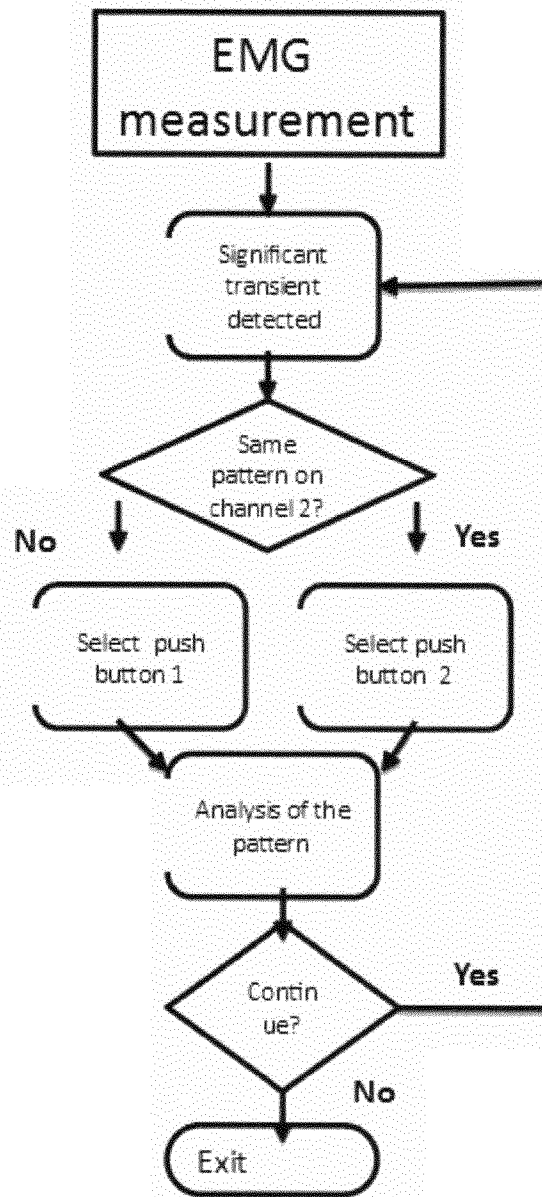 EMG
measurement
Significant
transient
detected
Same
pattern on
channel 2?
No
Yes
Select push
button 1
Select push
button 2
Analysis of the
pattern
Contin
ue?
Yes
No
Exit